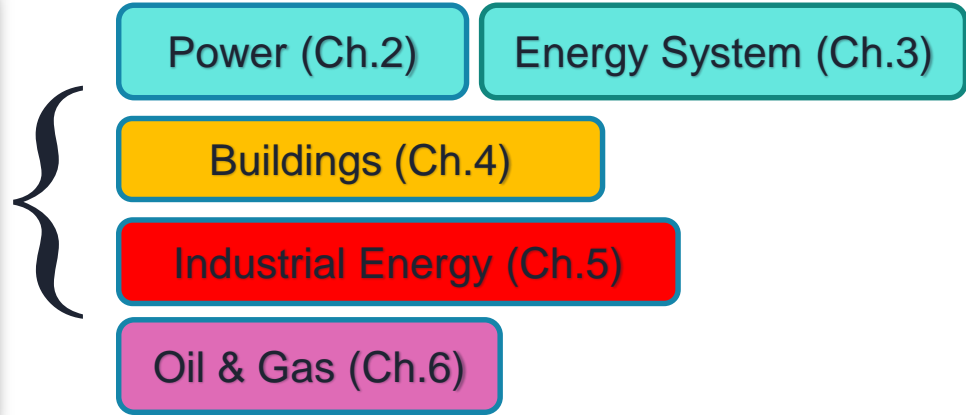 Power (Ch.2) Energy System (Ch.3)
Buildings (Ch.4)
Industrial Energy (Ch.5)
Oil & Gas (Ch.6)